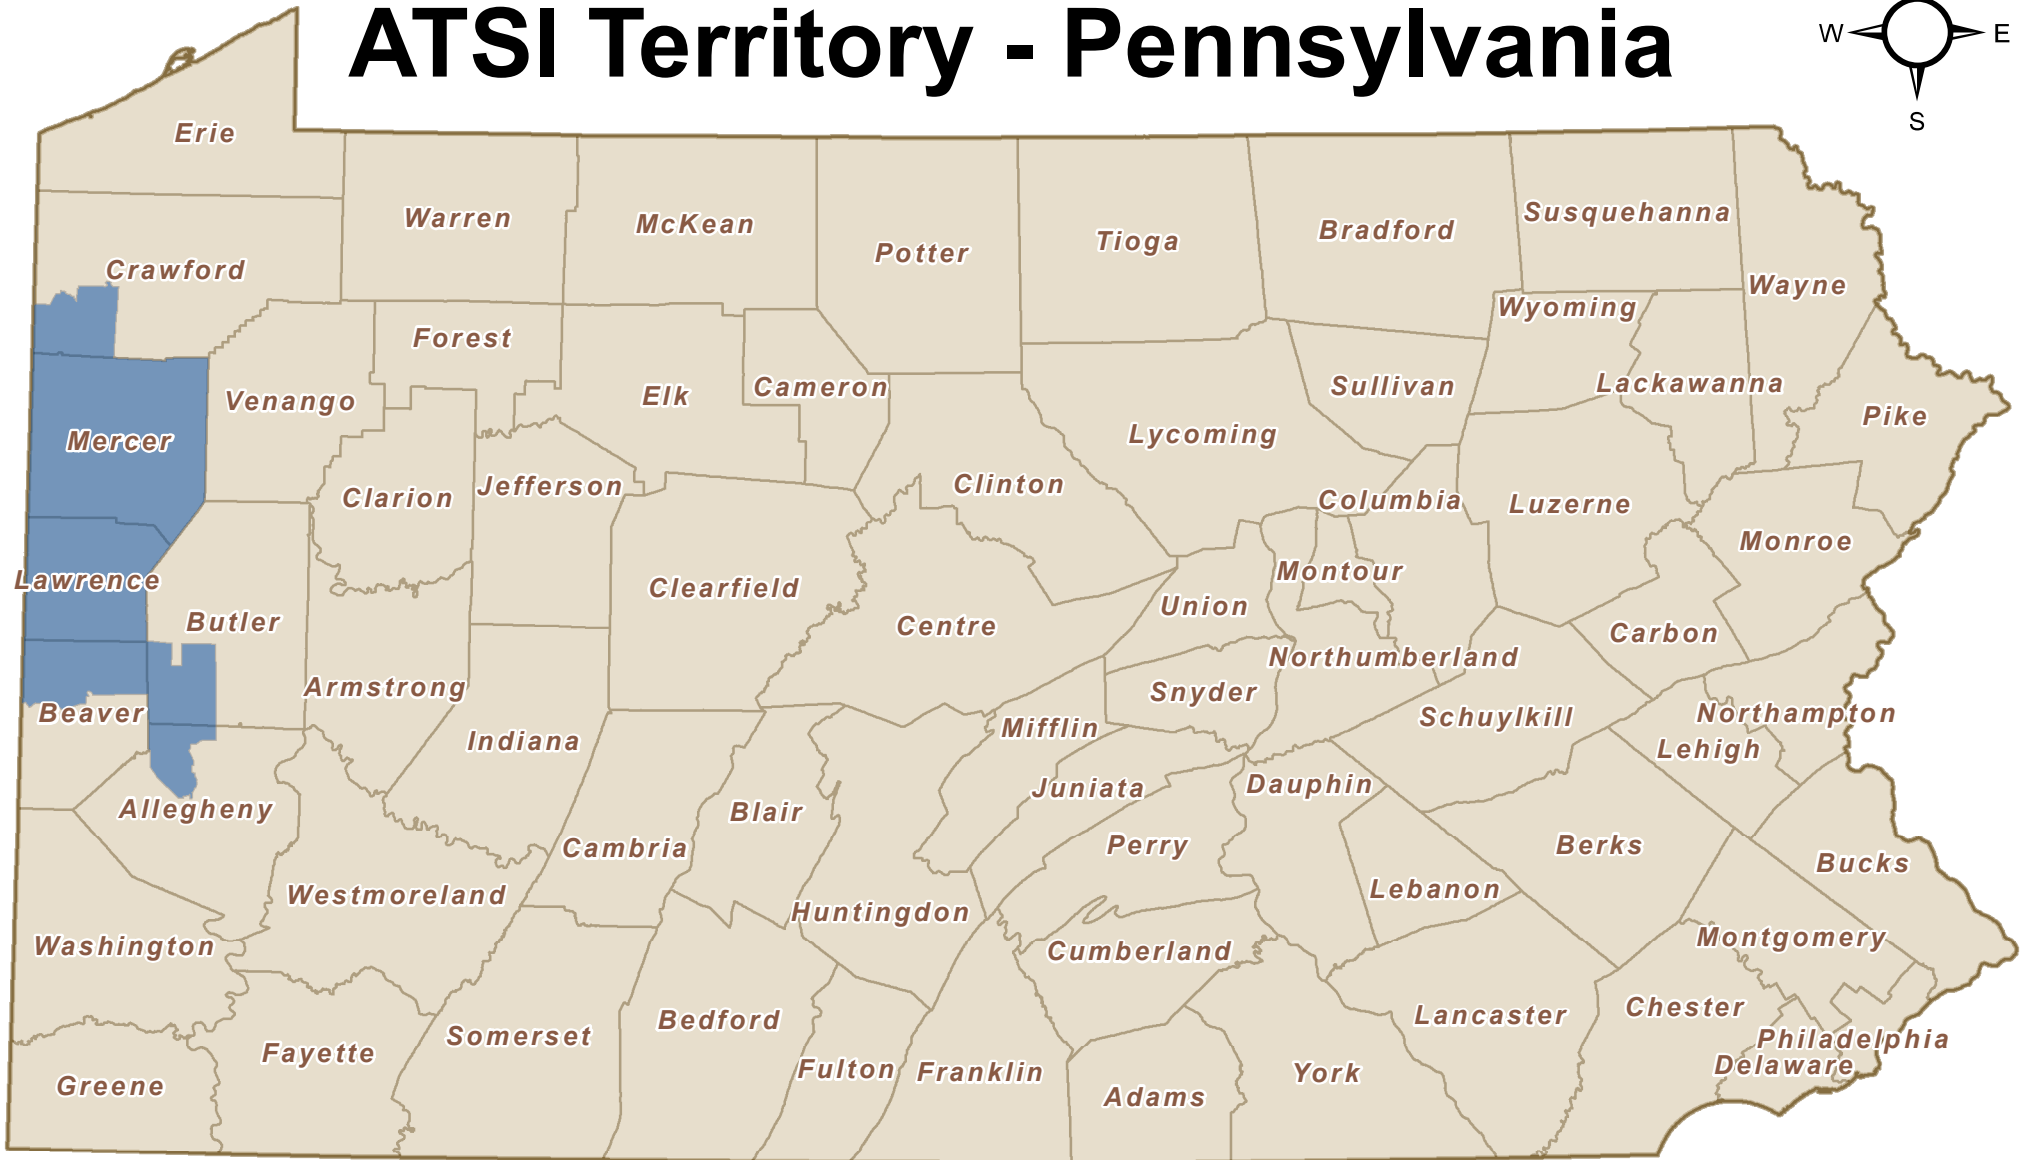 ATSI Territory - Pennsylvania
W E
S
Erie
Warren
McKean
Potter
Tioga
Bradford
Susquehanna
Wayne
Crawford
Wyoming
Forest
Venango
Elk
Cameron
Sullivan
Lackawanna
Pike
Mercer
Lycoming
Clarion
Jefferson
Clinton
Columbia
Luzerne
Monroe
Lawrence
Butler
Clearfield
Centre
Union
Montour
Carbon
Northumberland
Armstrong
Snyder
Beaver
Indiana
Mifflin
Schuylkill
Northampton
Lehigh
Allegheny
Blair
Juniata
Dauphin
Cambria
Perry
Berks
Bucks
Westmoreland
Huntingdon
Lebanon
Washington
Cumberland
Montgomery
Somerset
Bedford
Lancaster
Chester
Philadelphia
Fayette
Fulton
Franklin
York
Delaware
Greene
Adams